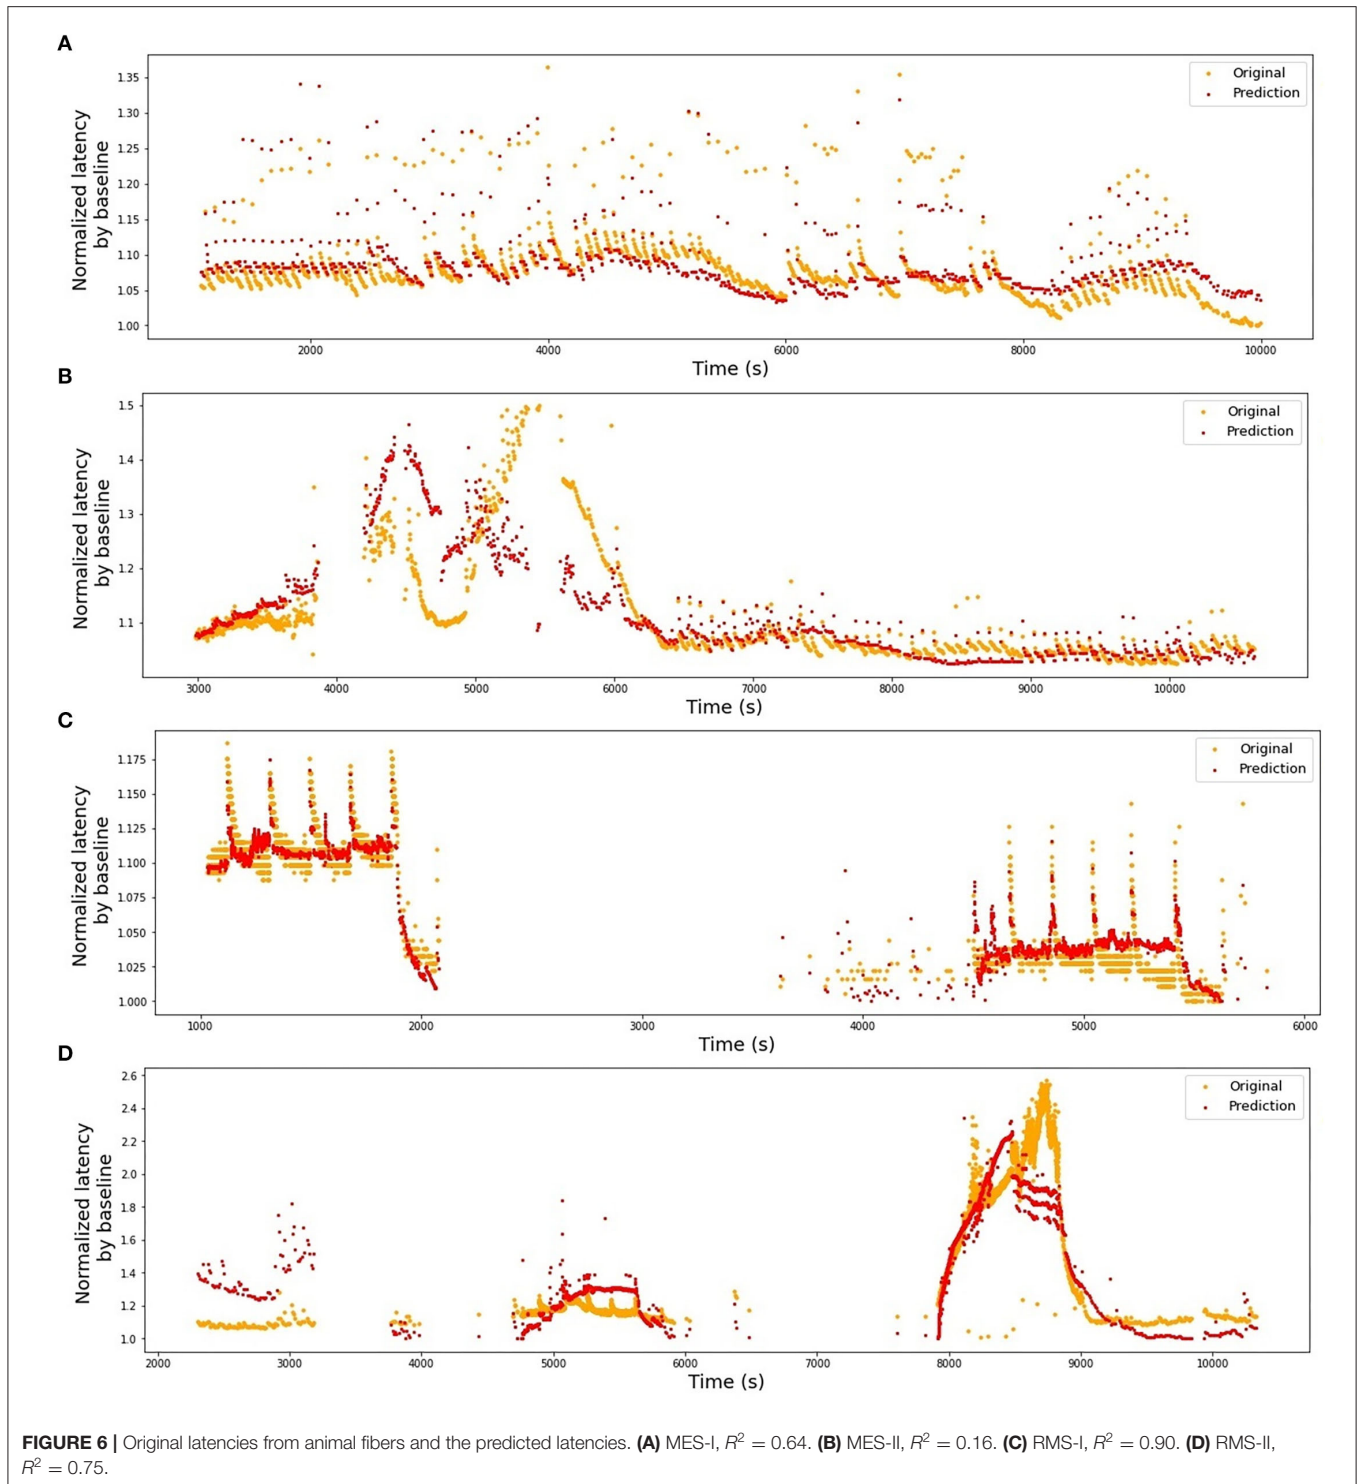 A
Normalized latency
by baseline
1.35
1.30
1.25
1.20
1.15
1.10
1.05
1.00
Original
Prediction
2000 4000 6000 8000 10000
Time (s)
B
Normalized latency
by baseline
1.5
1.4
1.3
1.2
1.1
Original
Prediction
3000 4000 5000 6000 7000 8000 9000 10000
Time (s)
C
Normalized latency
by baseline
1.175
1.150
1.125
1.100
1.075
1.050
1.025
1.000
Original
Prediction
1000 2000 3000 4000 5000 6000
Time (s)
D
Normalized latency
by baseline
2.6
2.4
2.2
2.0
1.8
1.6
1.4
1.2
1.0
Original
Prediction
2000 3000 4000 5000 6000 7000 8000 9000 10000
Time (s)
FIGURE 6 | Original latencies from animal fibers and the predicted latencies. (A) MES-I, R² = 0.64. (B) MES-II, R² = 0.16. (C) RMS-I, R² = 0.90. (D) RMS-II,
R² = 0.75.